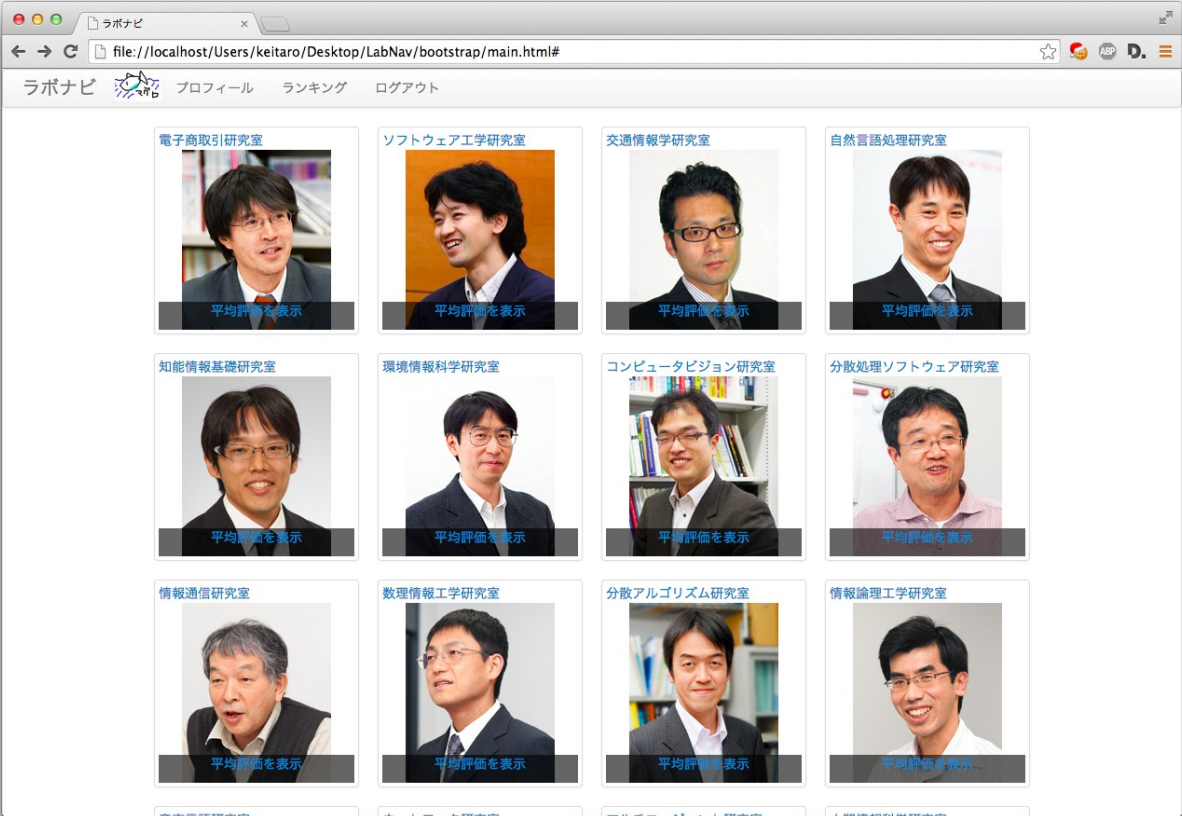 ラボナビ
file://localhost/Users/keitaro/Desktop/LabNav/bootstrap/main.html#
ABP
D.
ラボナビ プロフィール ランキング ログアウト
電子商取引研究室 ソフトウェア工学研究室 交通情報学研究室 自然言語処理研究室
平均評価を表示 平均評価を表示 平均評価を表示 平均評価を表示
知能情報基礎研究室 環境情報科学研究室 コンピュータビジョン研究室 分散処理ソフトウェア研究室
平均評価を表示 平均評価を表示 平均評価を表示 平均評価を表示
情報通信研究室 数理情報工学研究室 分散アルゴリズム研究室 情報論理工学研究室
平均評価を表示 平均評価を表示 平均評価を表示 平均評価を表示